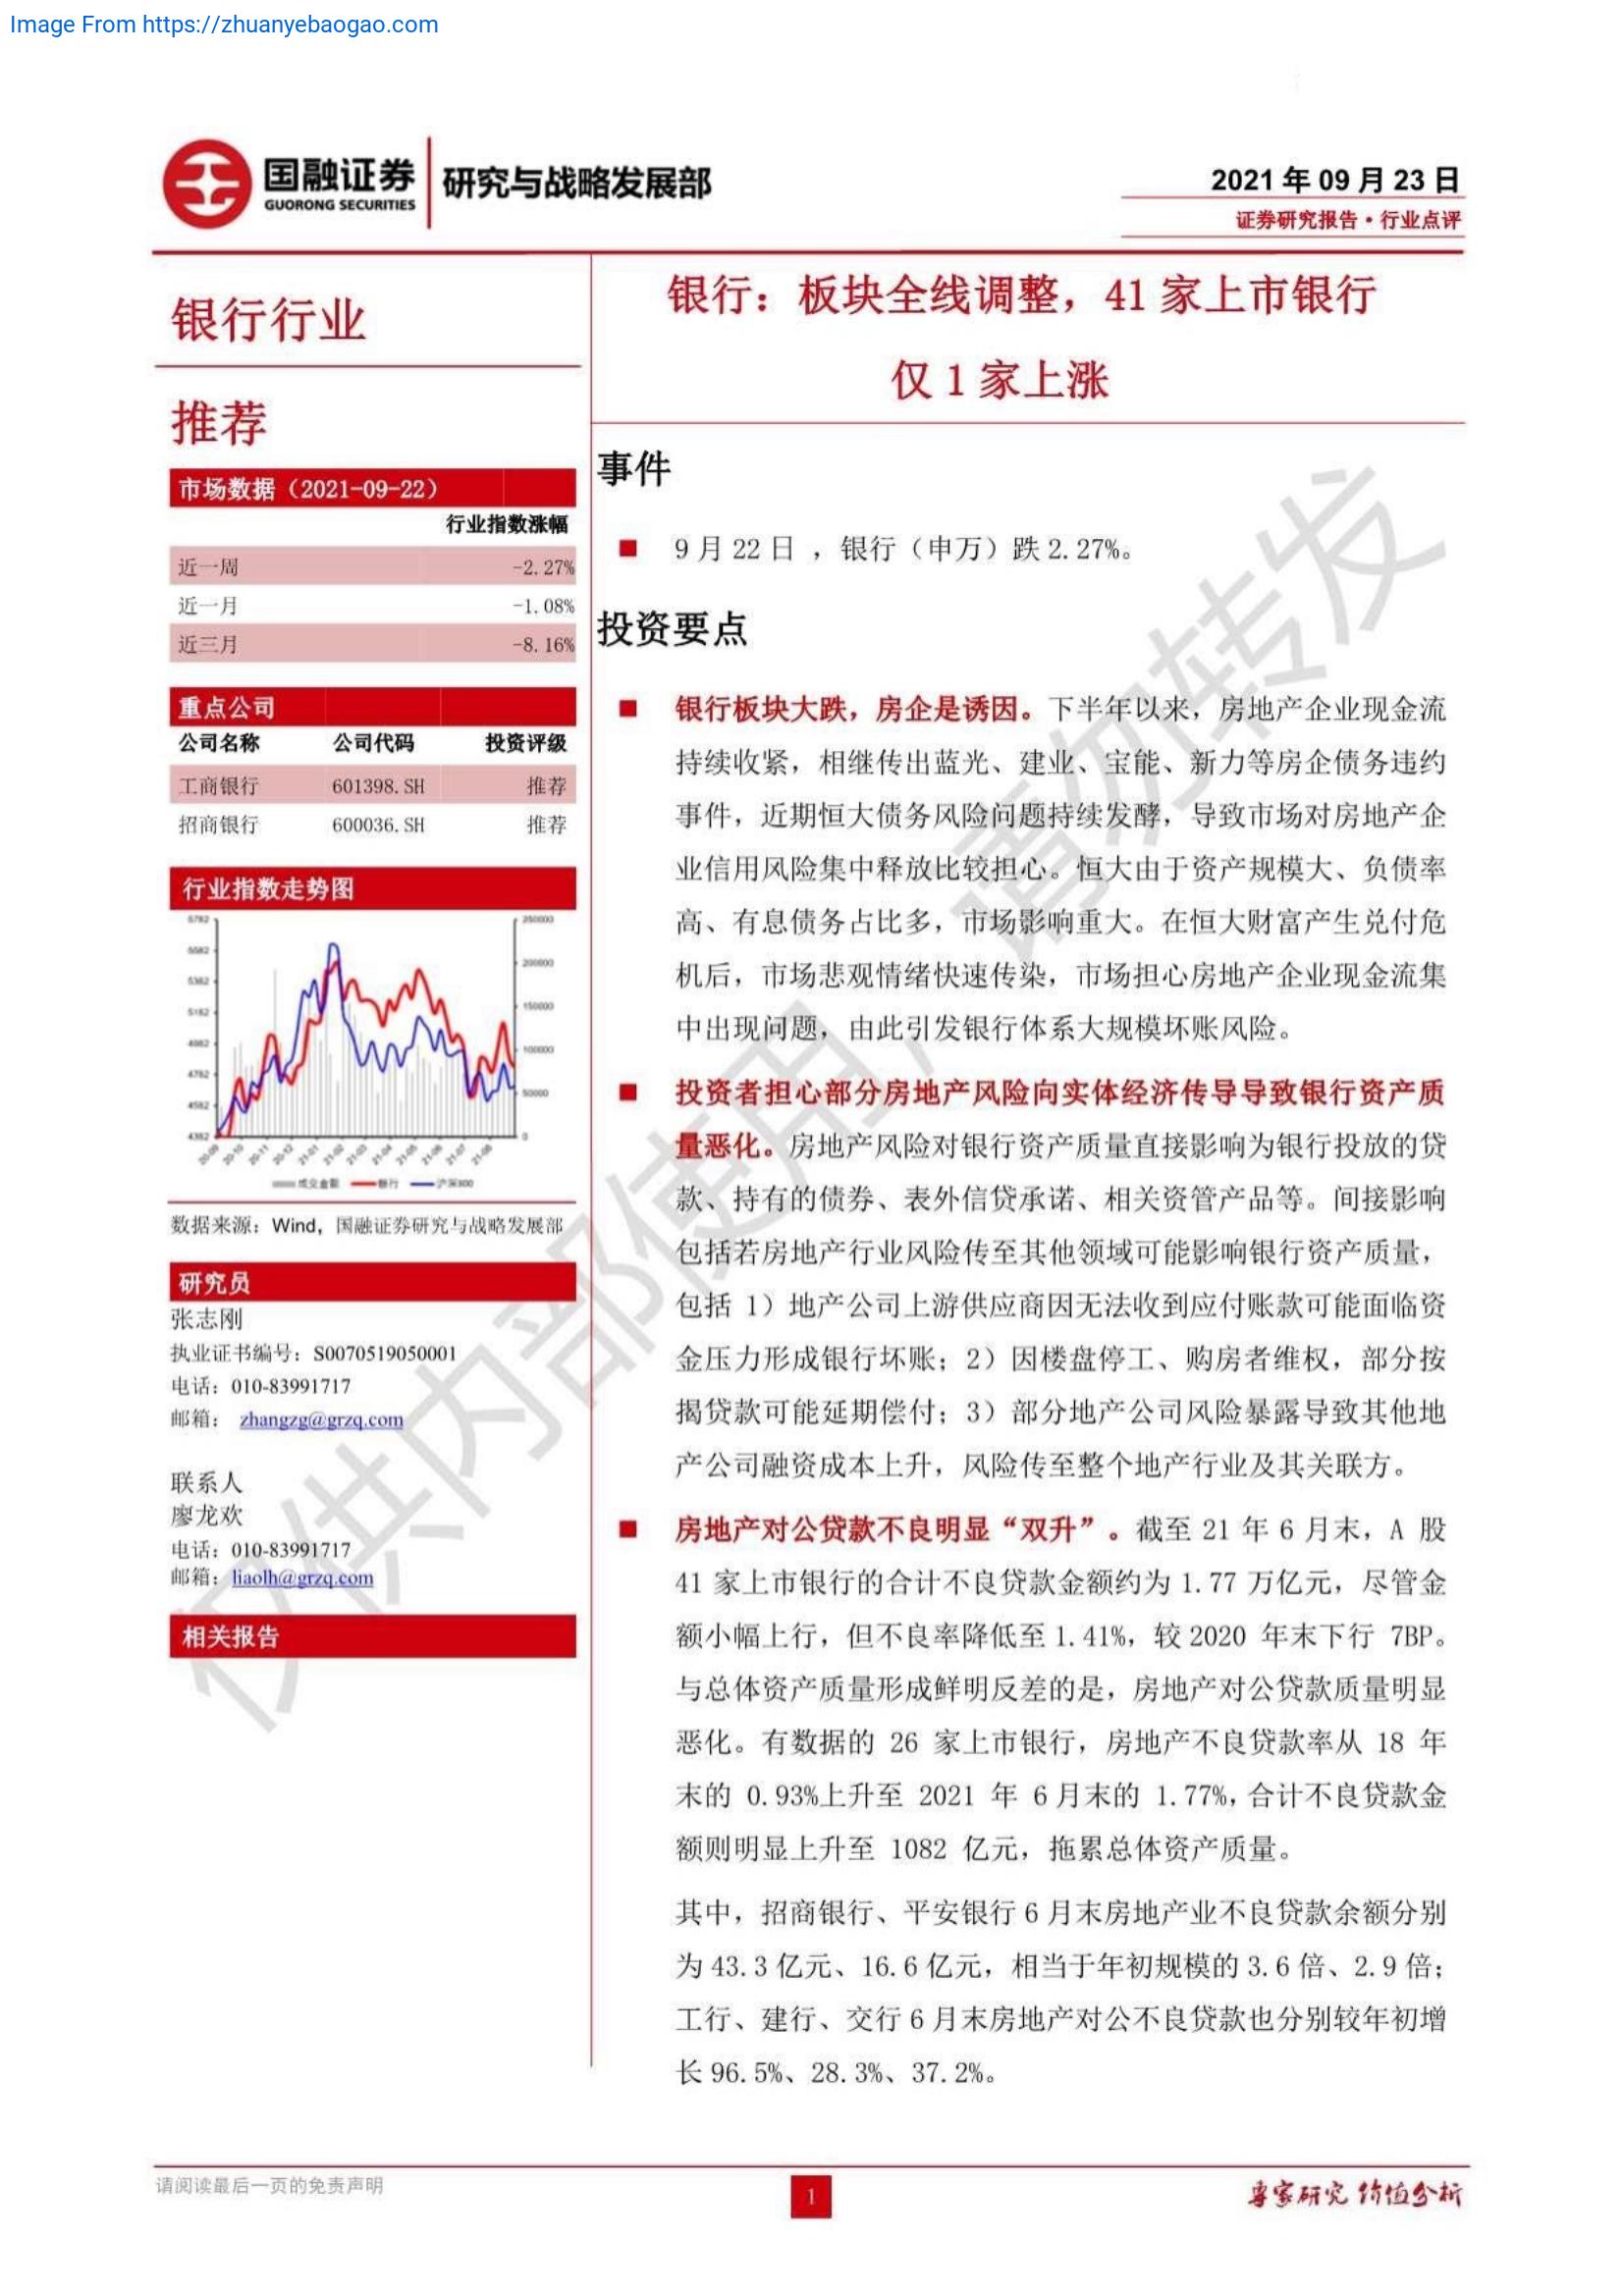 Image From https://zhuanyebaogao.com
国融证券
GUORONG SECURITIES
研究与战略发展部
2021 年 09 月 23 日
证券研究报告·行业点评
银行行业
推荐
市场数据（2021-09-22）
行业指数涨幅
近一周 -2.27%
近一月 -1.08%
近三月 -8.16%
重点公司
公司名称 公司代码 投资评级
工商银行 601398.SH 推荐
招商银行 600036.SH 推荐
行业指数走势图
5782 250000
5582
5382 200000
5182 150000
4982 100000
4782
4582 50000
4382 0
20-09 20-10 20-11 20-12 21-01 21-02 21-03 21-04 21-05 21-06 21-07 21-08
成交金额 银行 沪深300
数据来源：Wind，国融证券研究与战略发展部
研究员
张志刚
执业证书编号：S0070519050001
电话：010-83991717
邮箱： zhangzg@grzq.com
联系人
廖龙欢
电话：010-83991717
邮箱：liaolh@grzq.com
相关报告
银行：板块全线调整，41 家上市银行
仅 1 家上涨
事件
■ 9 月 22 日 ，银行（申万）跌 2.27%。
投资要点
■ 银行板块大跌，房企是诱因。下半年以来，房地产企业现金流
持续收紧，相继传出蓝光、建业、宝能、新力等房企债务违约
事件，近期恒大债务风险问题持续发酵，导致市场对房地产企
业信用风险集中释放比较担心。恒大由于资产规模大、负债率
高、有息债务占比多，市场影响重大。在恒大财富产生兑付危
机后，市场悲观情绪快速传染，市场担心房地产企业现金流集
中出现问题，由此引发银行体系大规模坏账风险。
■ 投资者担心部分房地产风险向实体经济传导导致银行资产质
量恶化。房地产风险对银行资产质量直接影响为银行投放的贷
款、持有的债券、表外信贷承诺、相关资管产品等。间接影响
包括若房地产行业风险传至其他领域可能影响银行资产质量，
包括 1）地产公司上游供应商因无法收到应付账款可能面临资
金压力形成银行坏账；2）因楼盘停工、购房者维权，部分按
揭贷款可能延期偿付；3）部分地产公司风险暴露导致其他地
产公司融资成本上升，风险传至整个地产行业及其关联方。
■ 房地产对公贷款不良明显“双升”。截至 21 年 6 月末，A 股
41 家上市银行的合计不良贷款金额约为 1.77 万亿元，尽管金
额小幅上行，但不良率降低至 1.41%，较 2020 年末下行 7BP。
与总体资产质量形成鲜明反差的是，房地产对公贷款质量明显
恶化。有数据的 26 家上市银行，房地产不良贷款率从 18 年
末的 0.93%上升至 2021 年 6 月末的 1.77%，合计不良贷款金
额则明显上升至 1082 亿元，拖累总体资产质量。
其中，招商银行、平安银行 6 月末房地产业不良贷款余额分别
为 43.3 亿元、16.6 亿元，相当于年初规模的 3.6 倍、2.9 倍；
工行、建行、交行 6 月末房地产对公不良贷款也分别较年初增
长 96.5%、28.3%、37.2%。
仅供内部使用，请勿转发
请阅读最后一页的免责声明
1
专家研究 价值分析